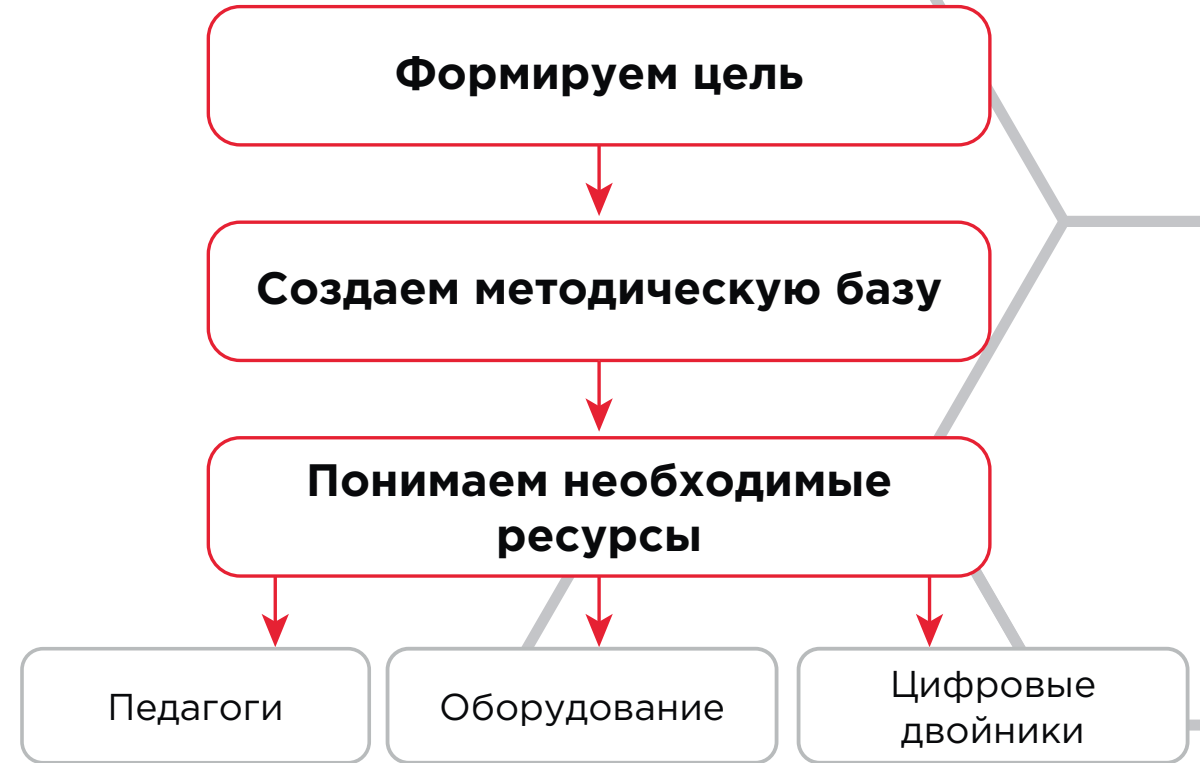 Формируем цель
Создаем методическую базу
Понимаем необходимые
ресурсы
Педагоги
Оборудование
Цифровые
двойники